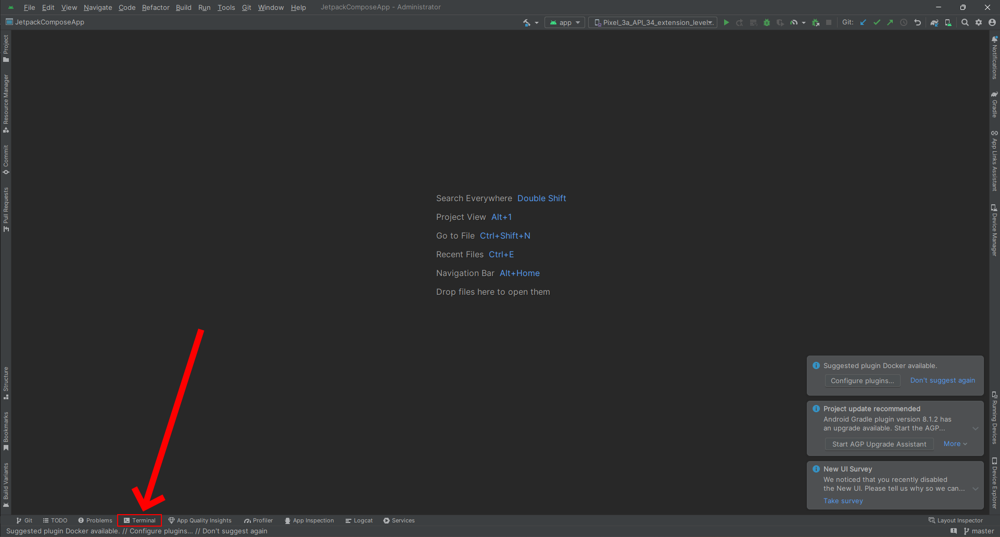 File Edit View Navigate Code Refactor Build Run Tools Git Window Help JetpackComposeApp - Administrator
JetpackComposeApp
app
Pixel_3a_API_34_extension_level...
Git:
Project
Resource Manager
Commit
Pull Requests
Structure
Bookmarks
Build Variants
Search Everywhere Double Shift
Project View Alt+1
Go to File Ctrl+Shift+N
Recent Files Ctrl+E
Navigation Bar Alt+Home
Drop files here to open them
Notifications
Gradle
App Links Assistant
Device Manager
Running Devices
Device Explorer
Suggested plugin Docker available.
Configure plugins... Don't suggest again
Project update recommended
Android Gradle plugin version 8.1.2 has
an upgrade available. Start the AGP...
Start AGP Upgrade Assistant More
New UI Survey
We noticed that you recently disabled
the New UI. Please tell us why so we can...
Take survey
Git TODO Problems Terminal App Quality Insights Profiler App Inspection Logcat Services Layout Inspector
Suggested plugin Docker available. // Configure plugins... // Don't suggest again master